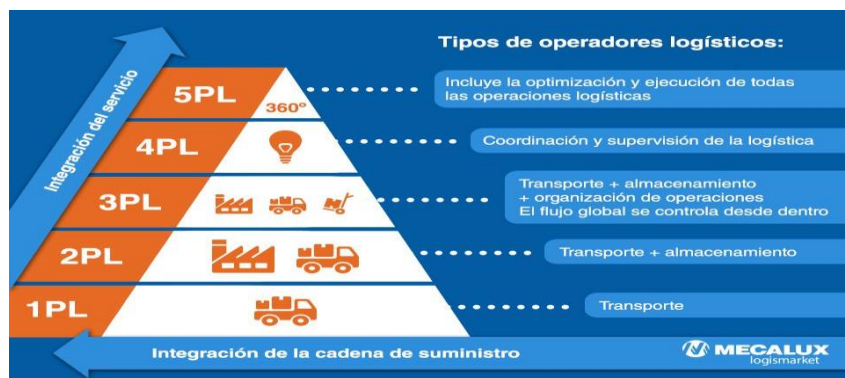 Tipos de operadores logísticos:
Integración del servicio
5PL
360º
Incluye la optimización y ejecución de todas
las operaciones logísticas
4PL
Coordinación y supervisión de la logística
3PL
Transporte + almacenamiento
+ organización de operaciones
El flujo global se controla desde dentro
2PL
Transporte + almacenamiento
1PL
Transporte
Integración de la cadena de suministro
MECALUX
logismarket